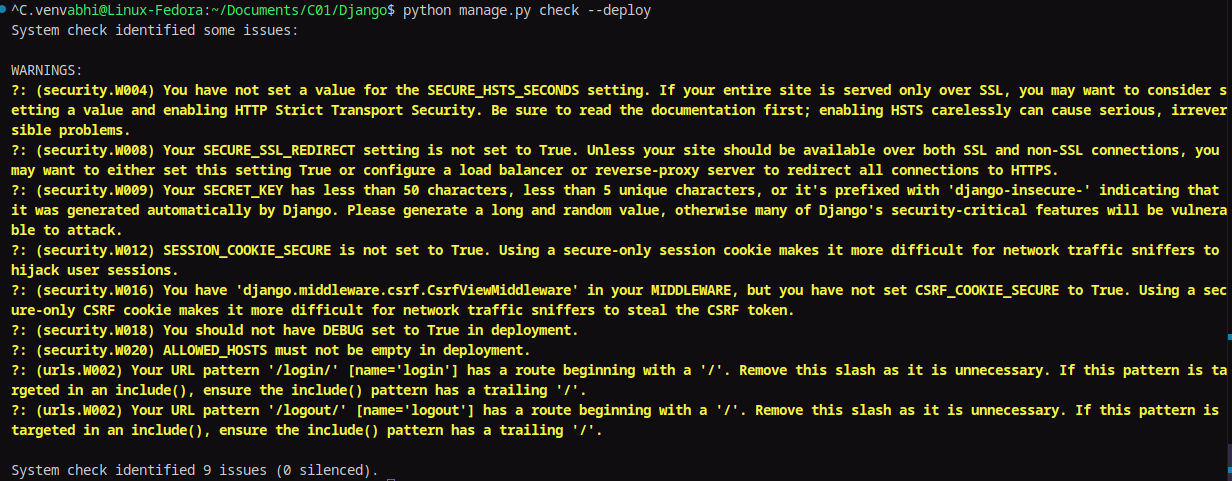 ^C.venvabhi@Linux-Fedora:~/Documents/C01/Django$ python manage.py check --deploy
System check identified some issues:
WARNINGS:
?: (security.W004) You have not set a value for the SECURE_HSTS_SECONDS setting. If your entire site is served only over SSL, you may want to consider s
etting a value and enabling HTTP Strict Transport Security. Be sure to read the documentation first; enabling HSTS carelessly can cause serious, irrever
sible problems.
?: (security.W008) Your SECURE_SSL_REDIRECT setting is not set to True. Unless your site should be available over both SSL and non-SSL connections, you
may want to either set this setting True or configure a load balancer or reverse-proxy server to redirect all connections to HTTPS.
?: (security.W009) Your SECRET_KEY has less than 50 characters, less than 5 unique characters, or it's prefixed with 'django-insecure-' indicating that
it was generated automatically by Django. Please generate a long and random value, otherwise many of Django's security-critical features will be vulnera
ble to attack.
?: (security.W012) SESSION_COOKIE_SECURE is not set to True. Using a secure-only session cookie makes it more difficult for network traffic sniffers to
hijack user sessions.
?: (security.W016) You have 'django.middleware.csrf.CsrfViewMiddleware' in your MIDDLEWARE, but you have not set CSRF_COOKIE_SECURE to True. Using a sec
ure-only CSRF cookie makes it more difficult for network traffic sniffers to steal the CSRF token.
?: (security.W018) You should not have DEBUG set to True in deployment.
?: (security.W020) ALLOWED_HOSTS must not be empty in deployment.
?: (urls.W002) Your URL pattern '/login/' [name='login'] has a route beginning with a '/'. Remove this slash as it is unnecessary. If this pattern is ta
rgeted in an include(), ensure the include() pattern has a trailing '/'.
?: (urls.W002) Your URL pattern '/logout/' [name='logout'] has a route beginning with a '/'. Remove this slash as it is unnecessary. If this pattern is
targeted in an include(), ensure the include() pattern has a trailing '/'.
System check identified 9 issues (0 silenced).